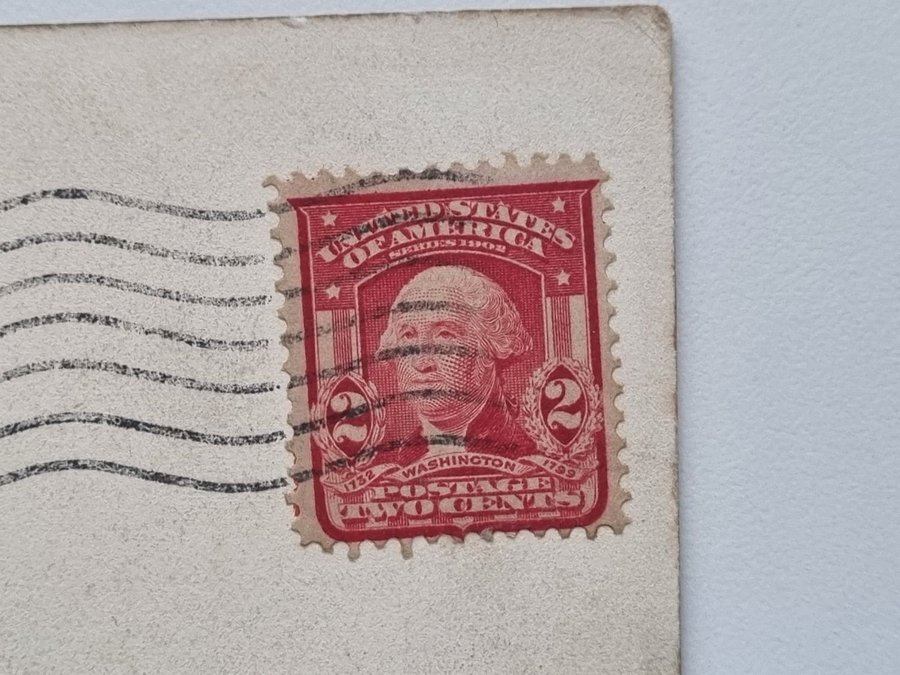 UNITED STATES
OF AMERICA
SERIES 1902
2 2
1732 WASHINGTON 1799
POSTAGE
TWO CENTS